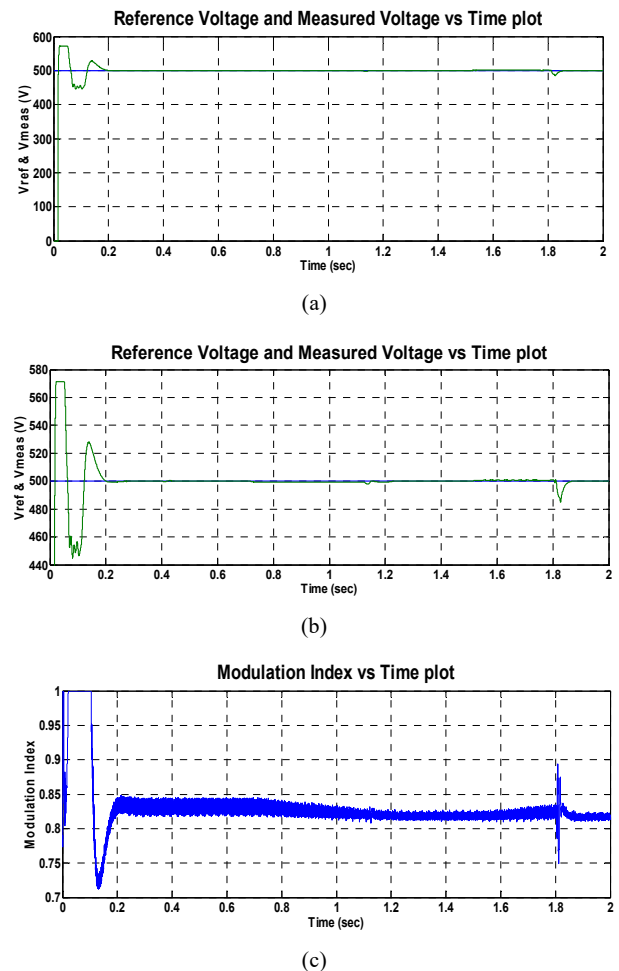 Reference Voltage and Measured Voltage vs Time plot
Vref & Vmeas (V)
600
500
400
300
200
100
0
0 0.2 0.4 0.6 0.8 1 1.2 1.4 1.6 1.8 2
Time (sec)
(a)
Reference Voltage and Measured Voltage vs Time plot
Vref & Vmeas (V)
580
560
540
520
500
480
460
440
0 0.2 0.4 0.6 0.8 1 1.2 1.4 1.6 1.8 2
Time (sec)
(b)
Modulation Index vs Time plot
Modulation Index
1
0.95
0.9
0.85
0.8
0.75
0.7
0 0.2 0.4 0.6 0.8 1 1.2 1.4 1.6 1.8 2
Time (sec)
(c)